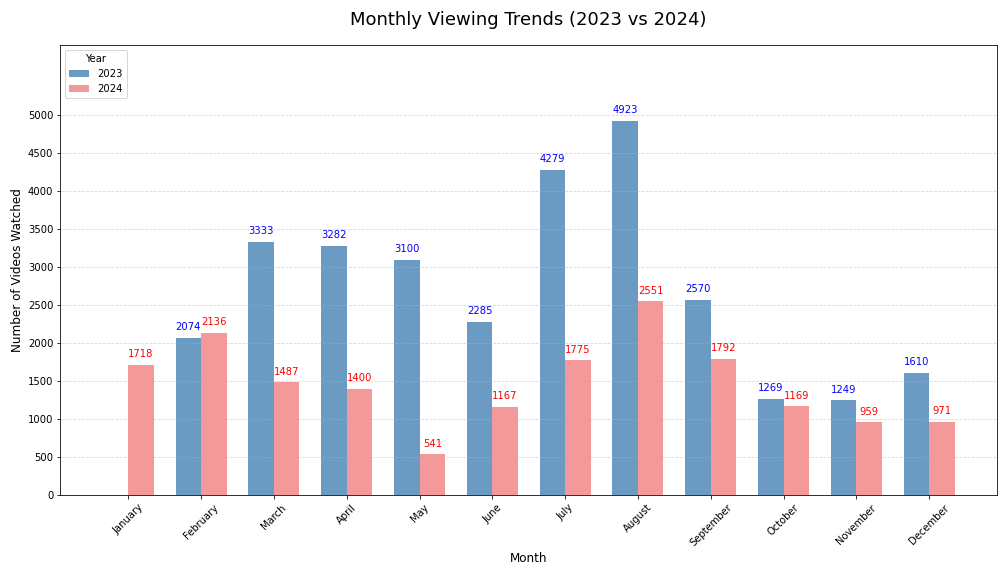 Monthly Viewing Trends (2023 vs 2024)
Year
2023
2024
Number of Videos Watched
5000
4500
4000
3500
3000
2500
2000
1500
1000
500
0
1718
2074
2136
3333
1487
3282
1400
3100
541
2285
1167
4279
1775
4923
2551
2570
1792
1269
1169
1249
959
1610
971
January
February
March
April
May
June
July
August
September
October
November
December
Month